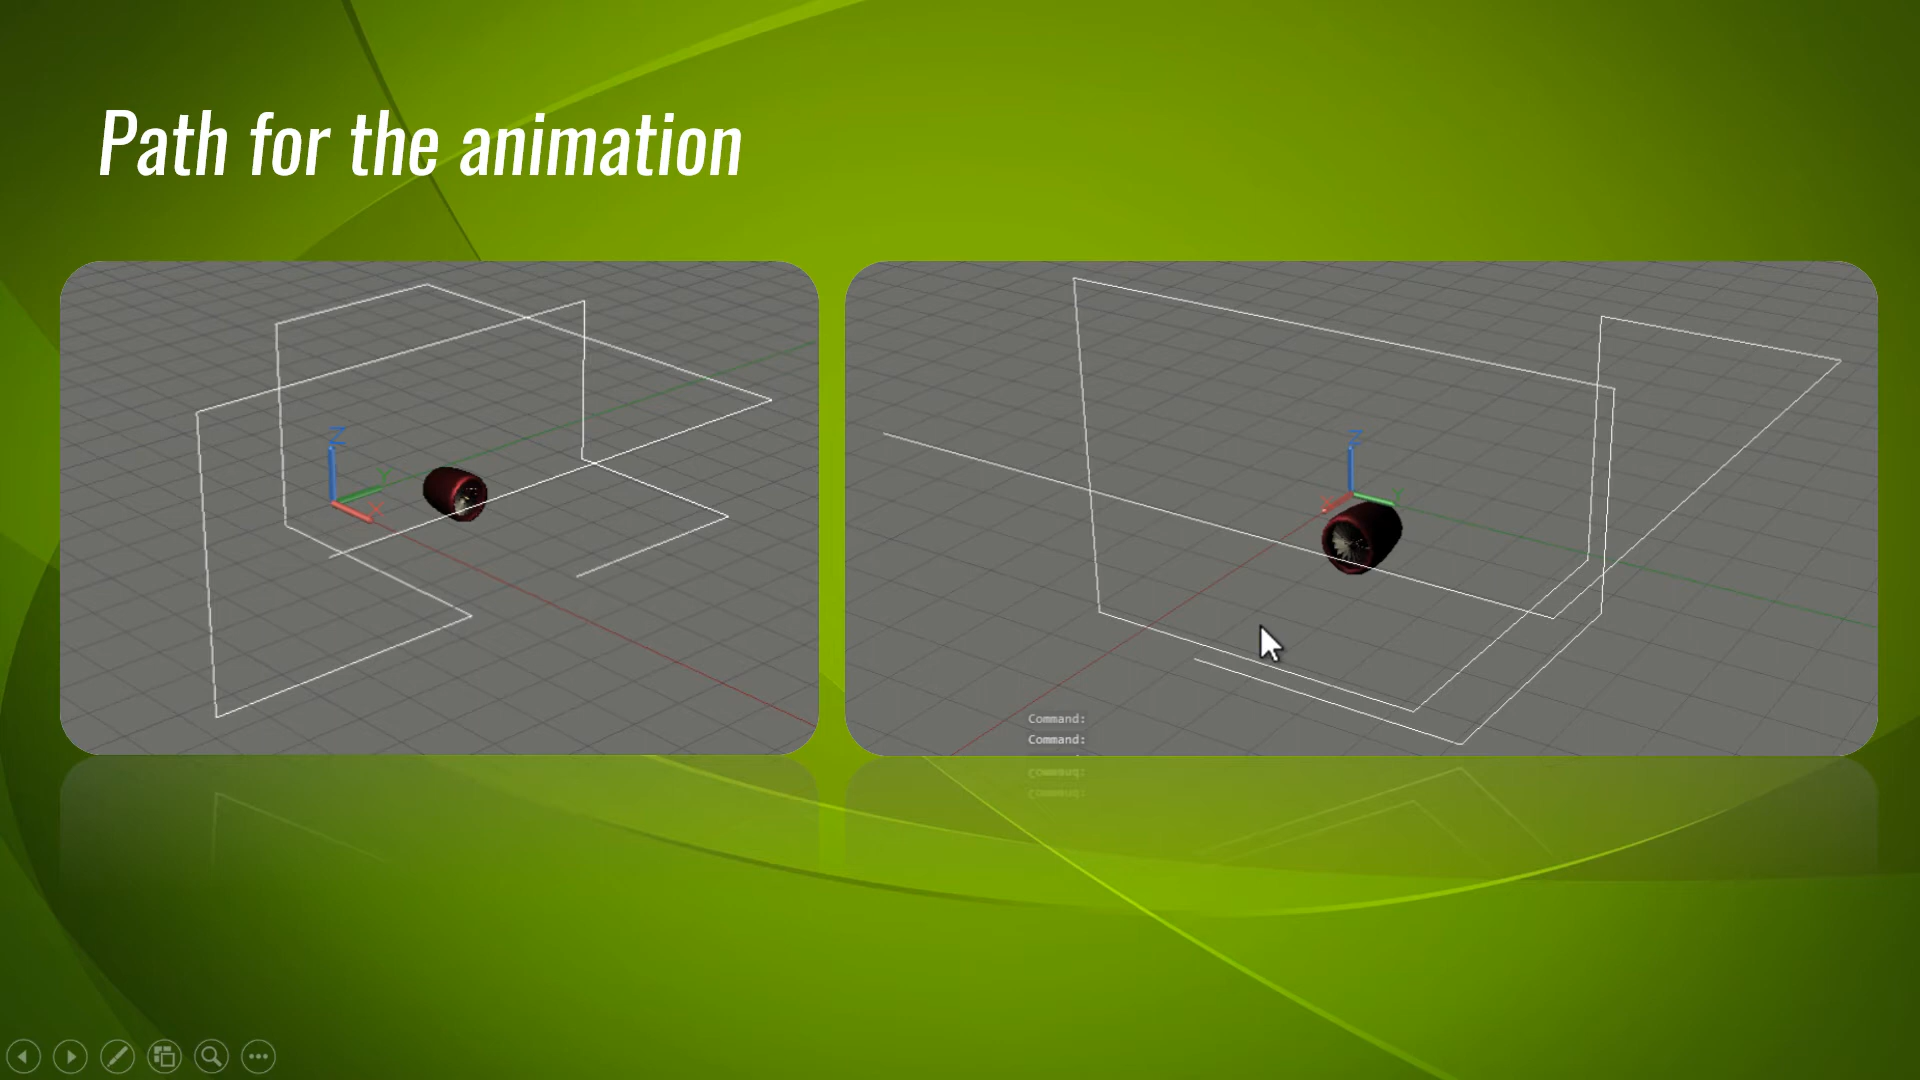 Path for the animation
Z
Y
X
Z
X
Y
Command:
Command: